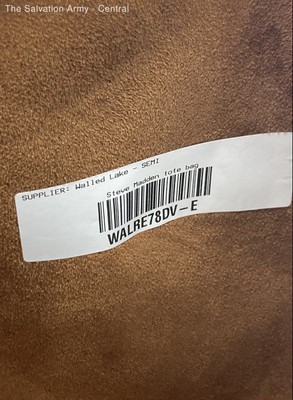 The Salvation Army - Central
SUPPLIER: Walled Lake - SEMI
Steve Madden tote bag
WALRE78DV-E